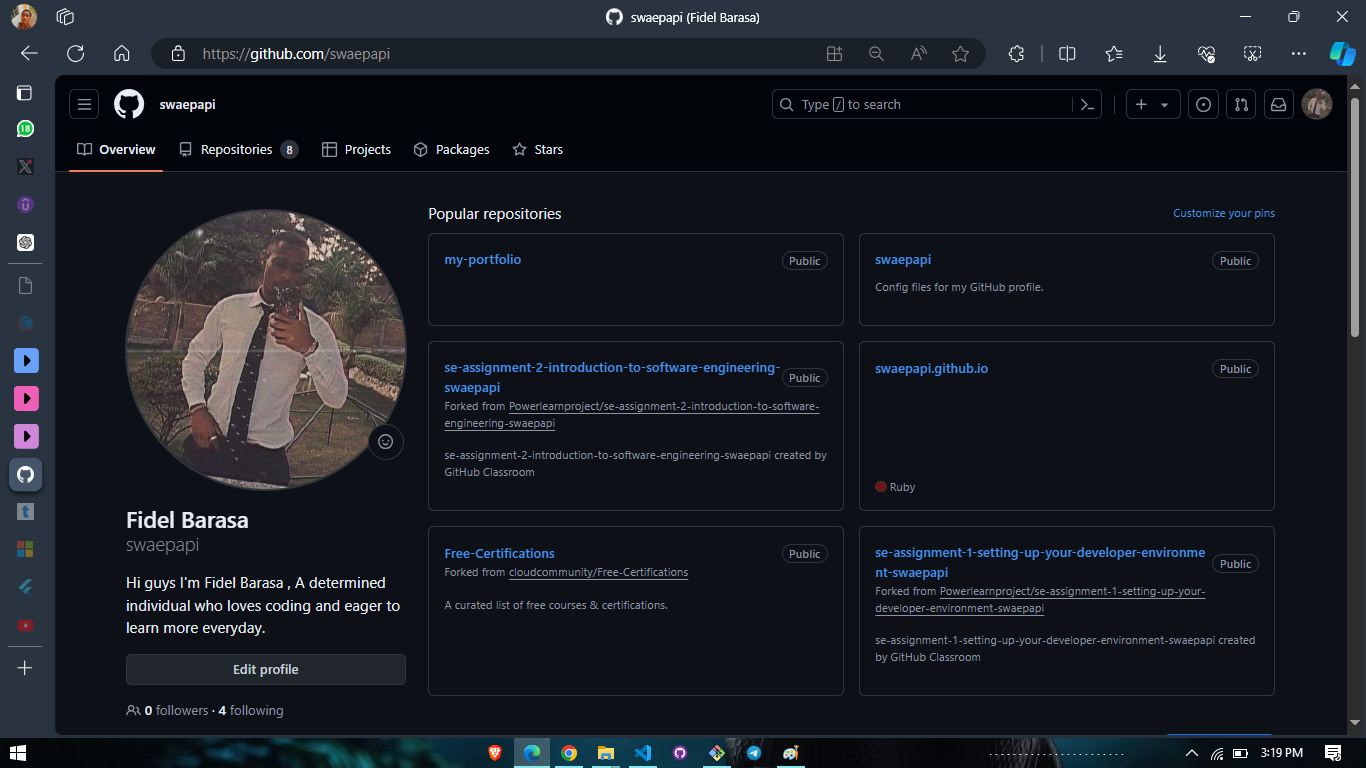 swaepapi (Fidel Barasa)
https://github.com/swaepapi
18
swaepapi
Type / to search
Overview
Repositories 8
Projects
Packages
Stars
Popular repositories
Customize your pins
my-portfolio
Public
swaepapi
Public
Config files for my GitHub profile.
se-assignment-2-introduction-to-software-engineering-
swaepapi
Public
Forked from Powerlearnproject/se-assignment-2-introduction-to-software-
engineering-swaepapi
se-assignment-2-introduction-to-software-engineering-swaepapi created by
GitHub Classroom
swaepapi.github.io
Public
Ruby
Free-Certifications
Public
Forked from cloudcommunity/Free-Certifications
A curated list of free courses & certifications.
se-assignment-1-setting-up-your-developer-environme
nt-swaepapi
Public
Forked from Powerlearnproject/se-assignment-1-setting-up-your-
developer-environment-swaepapi
se-assignment-1-setting-up-your-developer-environment-swaepapi created
by GitHub Classroom
Fidel Barasa
swaepapi
Hi guys I'm Fidel Barasa , A determined
individual who loves coding and eager to
learn more everyday.
Edit profile
0 followers · 4 following
3:19 PM